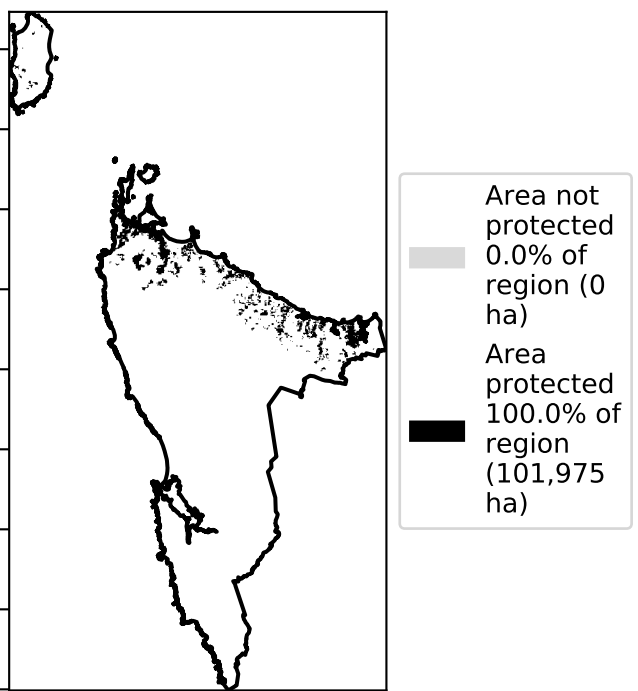 Area not
protected
0.0% of
region (0
ha)
Area
protected
100.0% of
region
(101,975
ha)